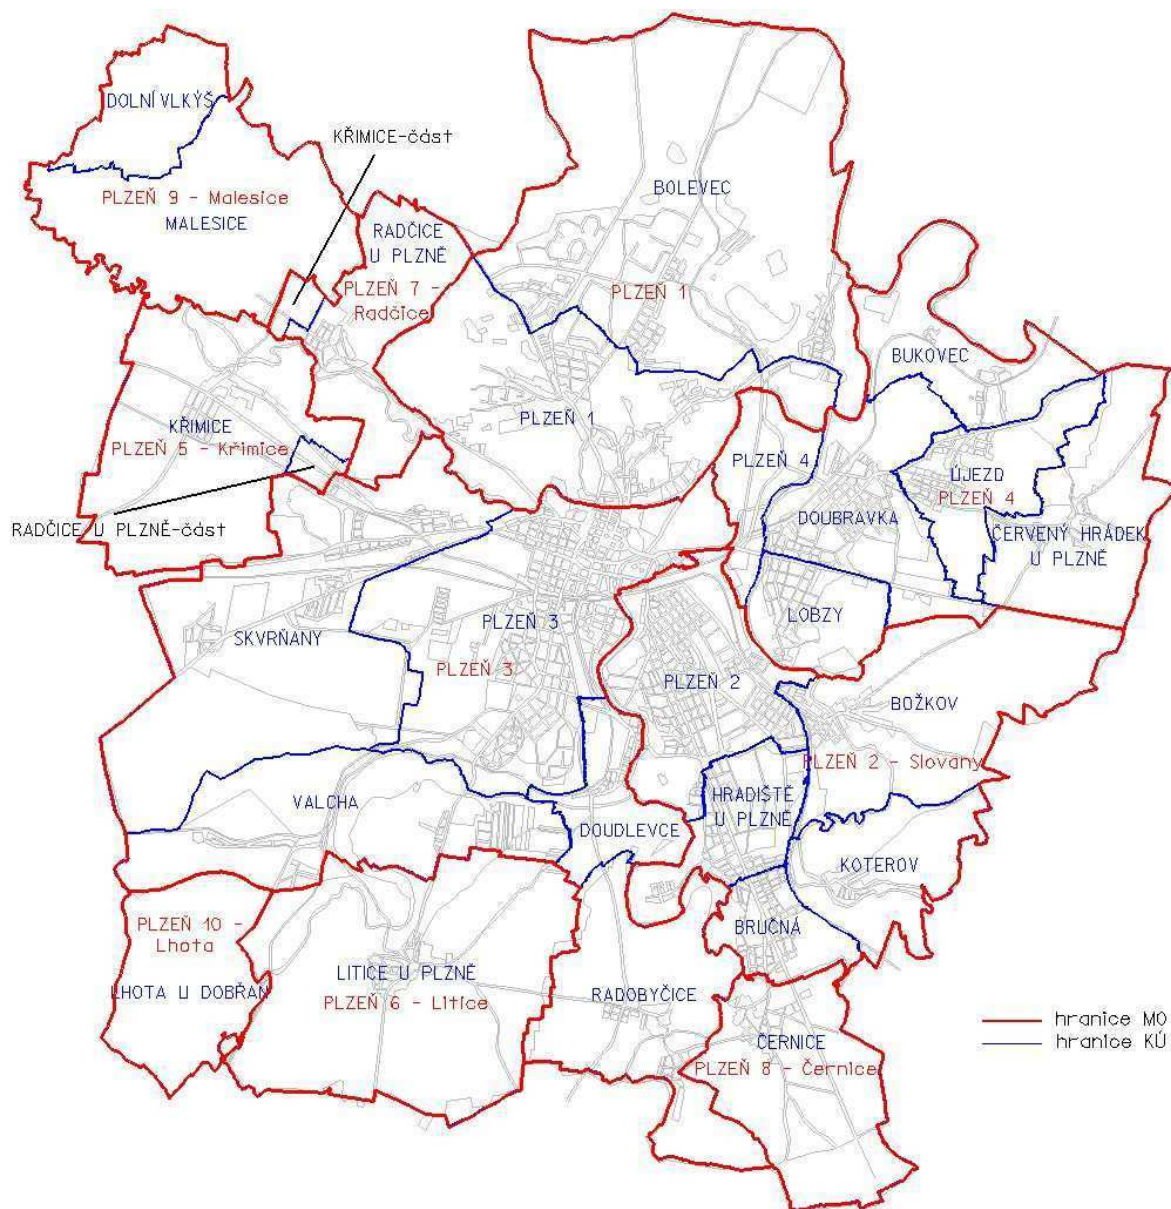 DOLNÍ VLKÝŠ
KŘIMICE-část
BOLEVEC
PLZEŇ 9 - Malesice
MALESICE
RADČICE
U PLZNĚ
PLZEŇ 7 -
Radčice
PLZEŇ 1
BUKOVEC
PLZEŇ 1
KŘIMICE
PLZEŇ 5 - Křimice
PLZEŇ 4
ÚJEZD
PLZEŇ 4
DOUBRAVKA
RADČICE U PLZNĚ-část
ČERVENÝ HRÁDEK
U PLZNĚ
LOBZY
SKVRŇANY
PLZEŇ 3
PLZEŇ 3
PLZEŇ 2
BOŽKOV
PLZEŇ 2 - Slovany
VALCHA
HRADIŠTĚ
U PLZNĚ
DOUDLEVCE
KOTEROV
PLZEŇ 10 -
Lhota
BRUČNÁ
LHOTA U DOBŘAN
LITICE U PLZNĚ
PLZEŇ 6 - Litice
RADOBYČICE
ČERNICE
PLZEŇ 8 - Černice
hranice MO
hranice KÚ